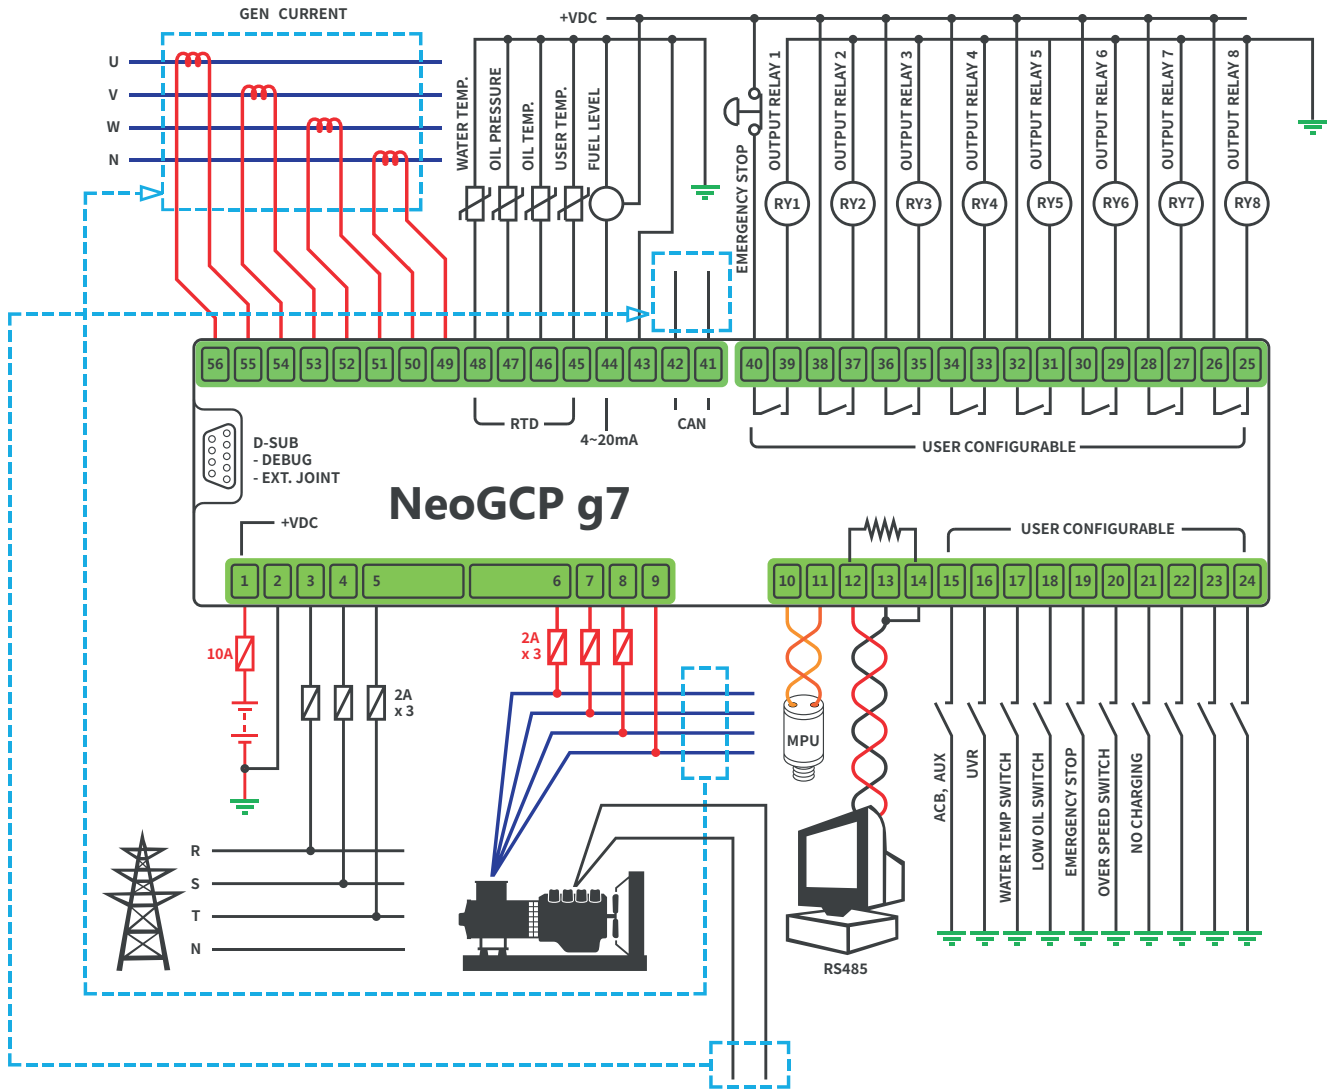 GEN CURRENT
+VDC
U
V
W
N
WATER TEMP.
OIL PRESSURE
OIL TEMP.
USER TEMP.
FUEL LEVEL
EMERGENCY STOP
OUTPUT RELAY 1
OUTPUT RELAY 2
OUTPUT RELAY 3
OUTPUT RELAY 4
OUTPUT RELAY 5
OUTPUT RELAY 6
OUTPUT RELAY 7
OUTPUT RELAY 8
RY1 RY2 RY3 RY4 RY5 RY6 RY7 RY8
56 55 54 53 52 51 50 49 48 47 46 45 44 43 42 41 40 39 38 37 36 35 34 33 32 31 30 29 28 27 26 25
RTD
4~20mA
CAN
USER CONFIGURABLE
D-SUB
- DEBUG
- EXT. JOINT
NeoGCP g7
+VDC
USER CONFIGURABLE
1 2 3 4 5 6 7 8 9 10 11 12 13 14 15 16 17 18 19 20 21 22 23 24
10A
2A
x 3
2A
x 3
MPU
ACB, AUX
UVR
WATER TEMP SWITCH
LOW OIL SWITCH
EMERGENCY STOP
OVER SPEED SWITCH
NO CHARGING
R
S
T
N
RS485